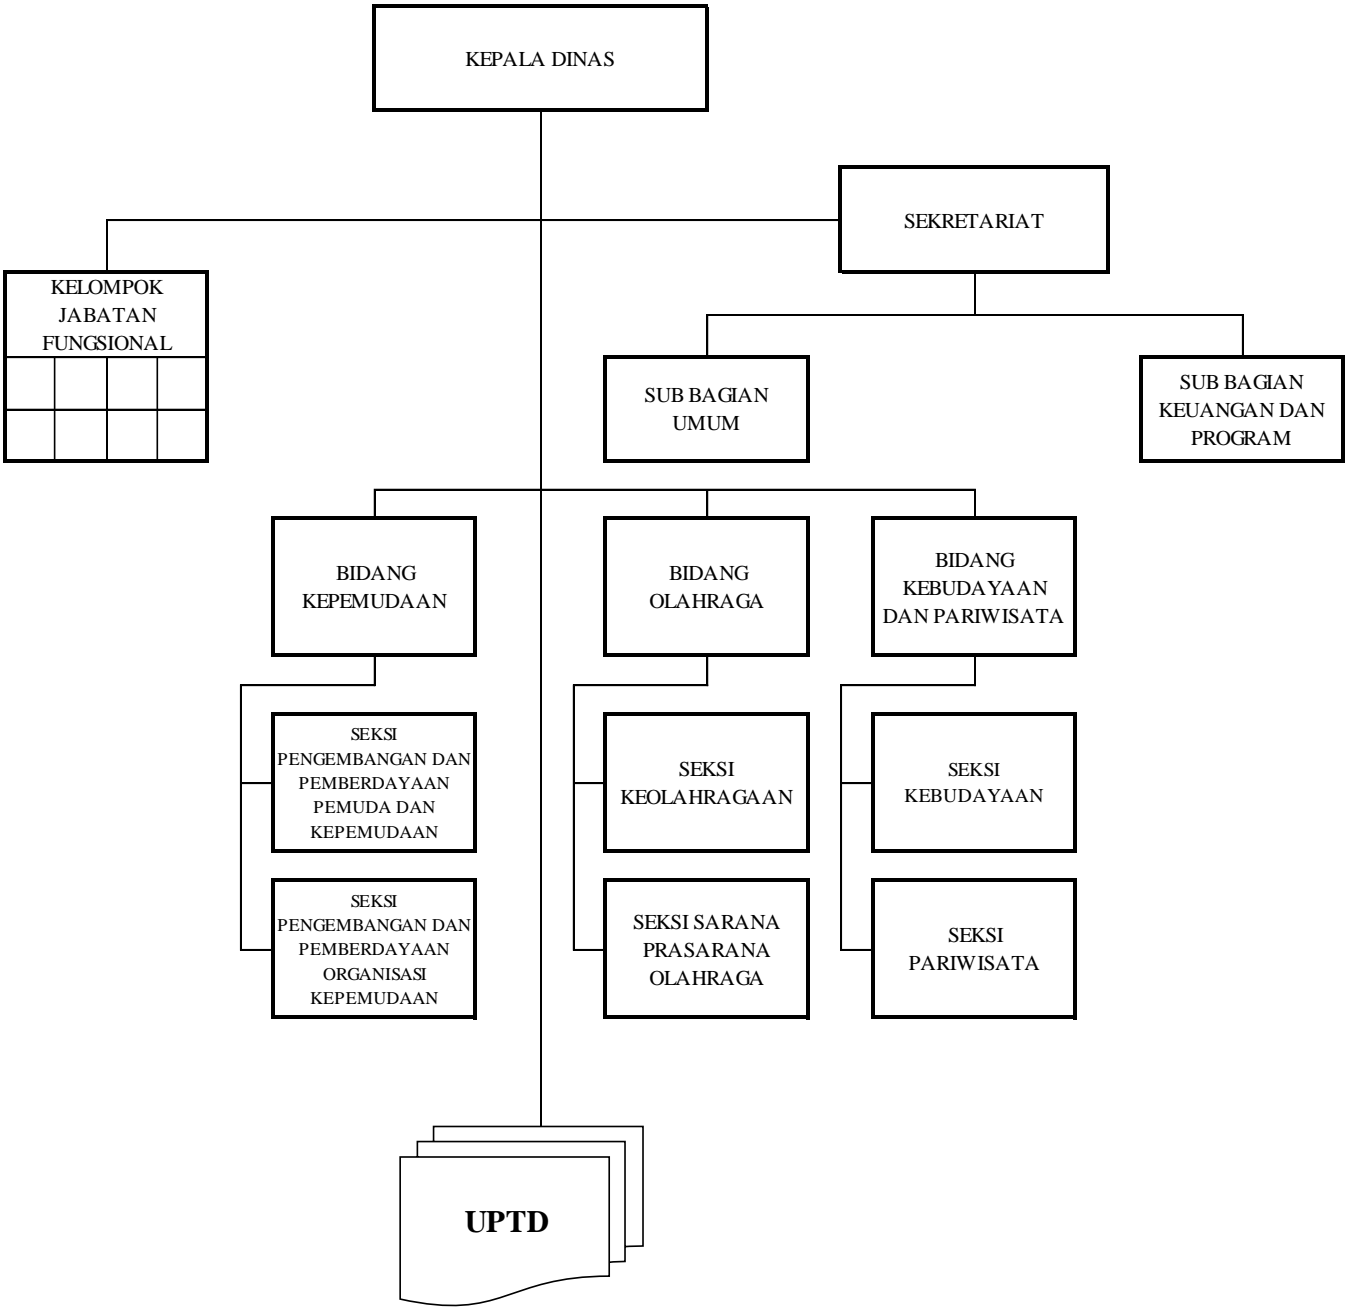 KEPALA DINAS
SEKRETARIAT
KELOMPOK
JABATAN
FUNGSIONAL
SUB BAGIAN
UMUM
SUB BAGIAN
KEUANGAN DAN
PROGRAM
BIDANG
KEPEMUDAAN
BIDANG
OLAHRAGA
BIDANG
KEBUDAYAAN
DAN PARIWISATA
SEKSI
PENGEMBANGAN DAN
PEMBERDAYAAN
PEMUDA DAN
KEPEMUDAAN
SEKSI
KEOLAHRAGAAN
SEKSI
KEBUDAYAAN
SEKSI
PENGEMBANGAN DAN
PEMBERDAYAAN
ORGANISASI
KEPEMUDAAN
SEKSI SARANA
PRASARANA
OLAHRAGA
SEKSI
PARIWISATA
UPTD